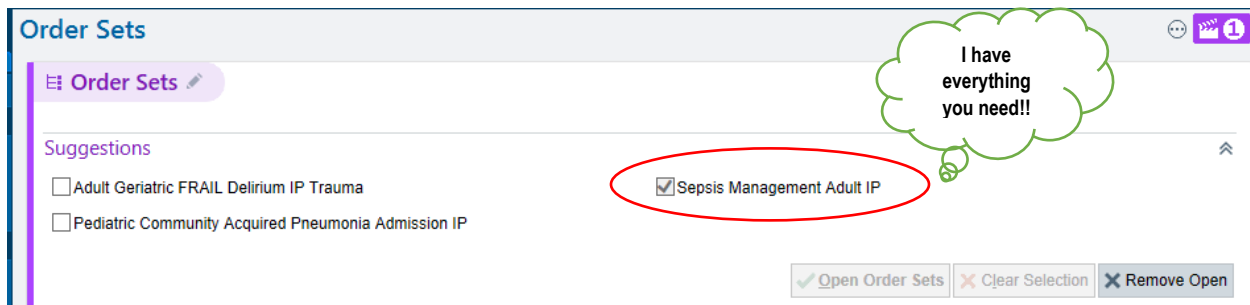 Order Sets
1
I have
everything
you need!!
Order Sets
Suggestions
Adult Geriatric FRAIL Delirium IP Trauma
Sepsis Management Adult IP
Pediatric Community Acquired Pneumonia Admission IP
Open Order Sets
Clear Selection
Remove Open